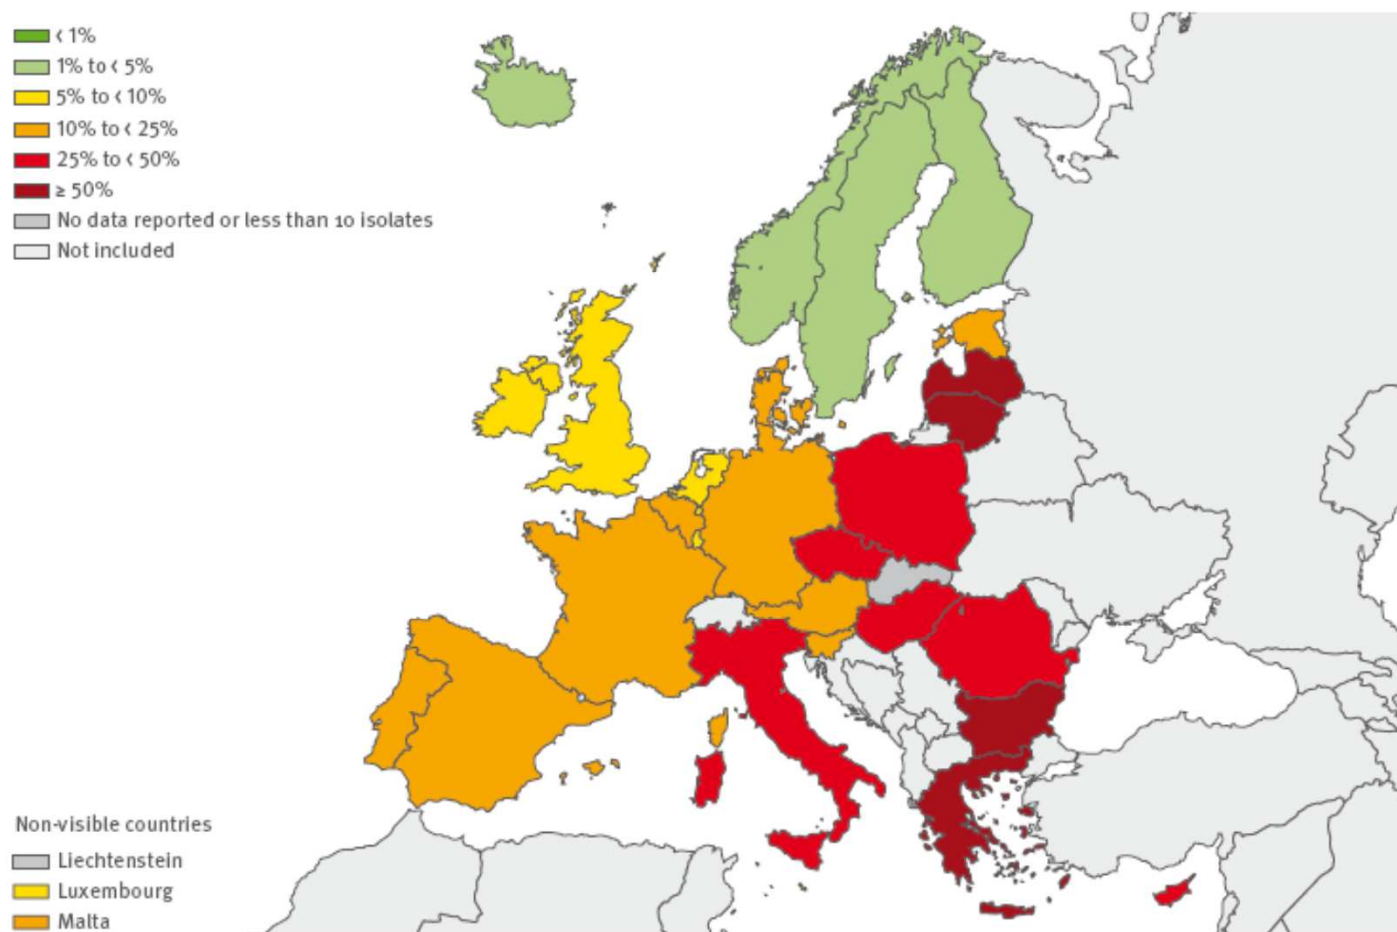 < 1%
1% to < 5%
5% to < 10%
10% to < 25%
25% to < 50%
≥ 50%
No data reported or less than 10 isolates
Not included
Non-visible countries
Liechtenstein
Luxembourg
Malta